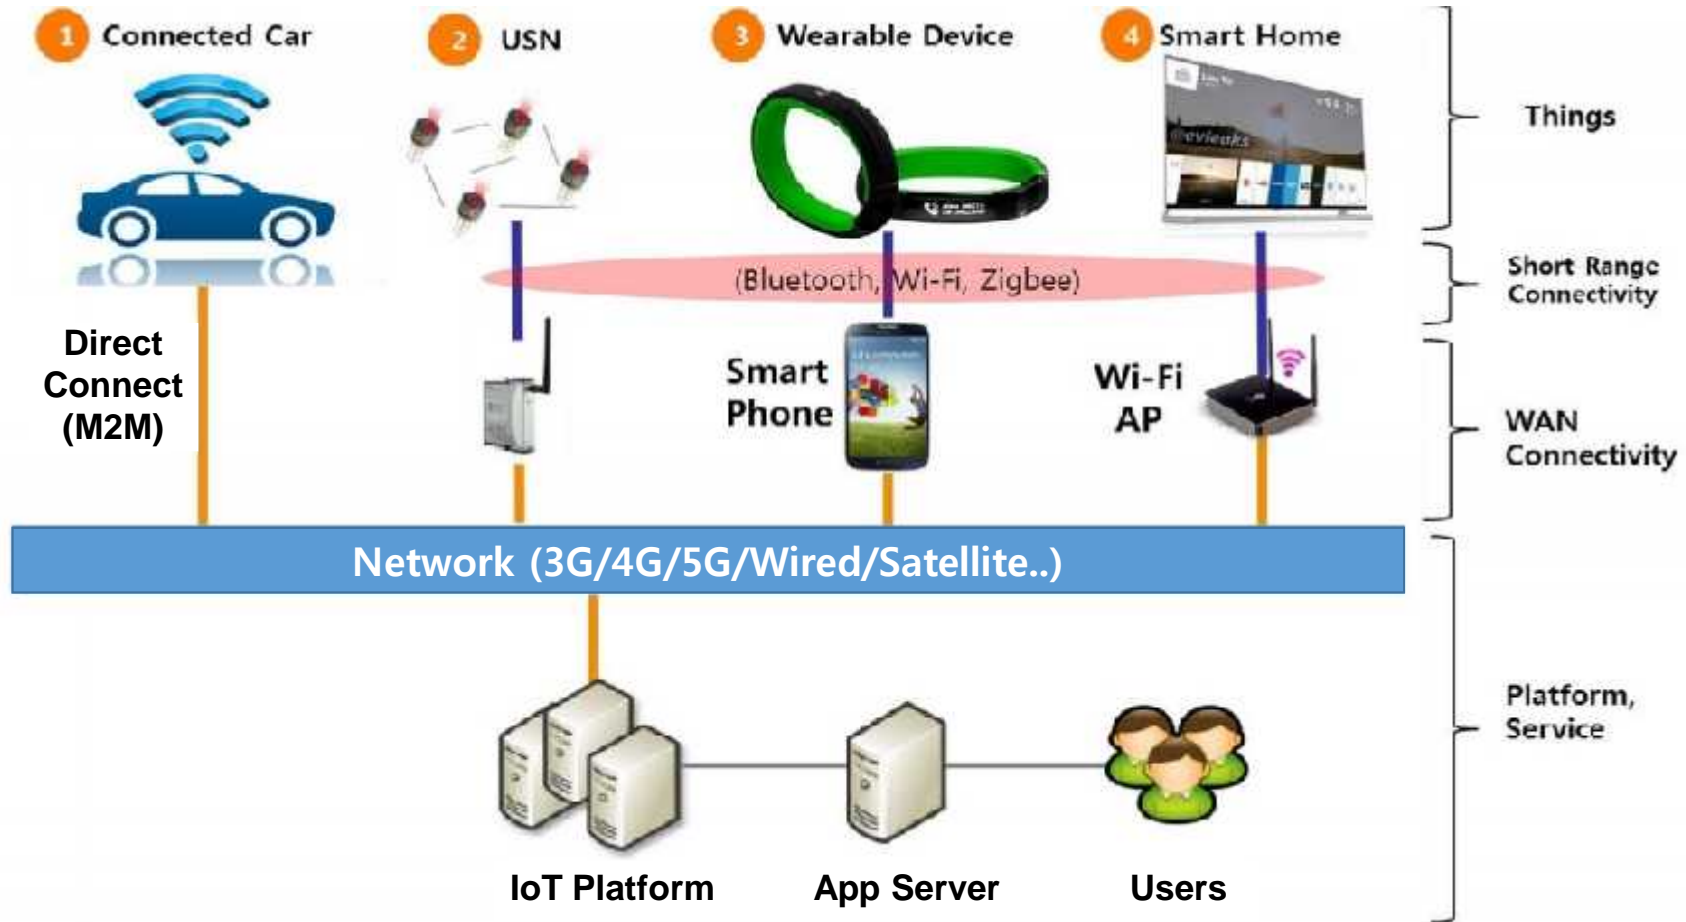 1 Connected Car
2 USN
3 Wearable Device
4 Smart Home
@evleaks
Things
(Bluetooth, Wi-Fi, Zigbee)
Short Range
Connectivity
Direct
Connect
(M2M)
Smart
Phone
Wi-Fi
AP
WAN
Connectivity
Network (3G/4G/5G/Wired/Satellite..)
Platform,
Service
IoT Platform
App Server
Users